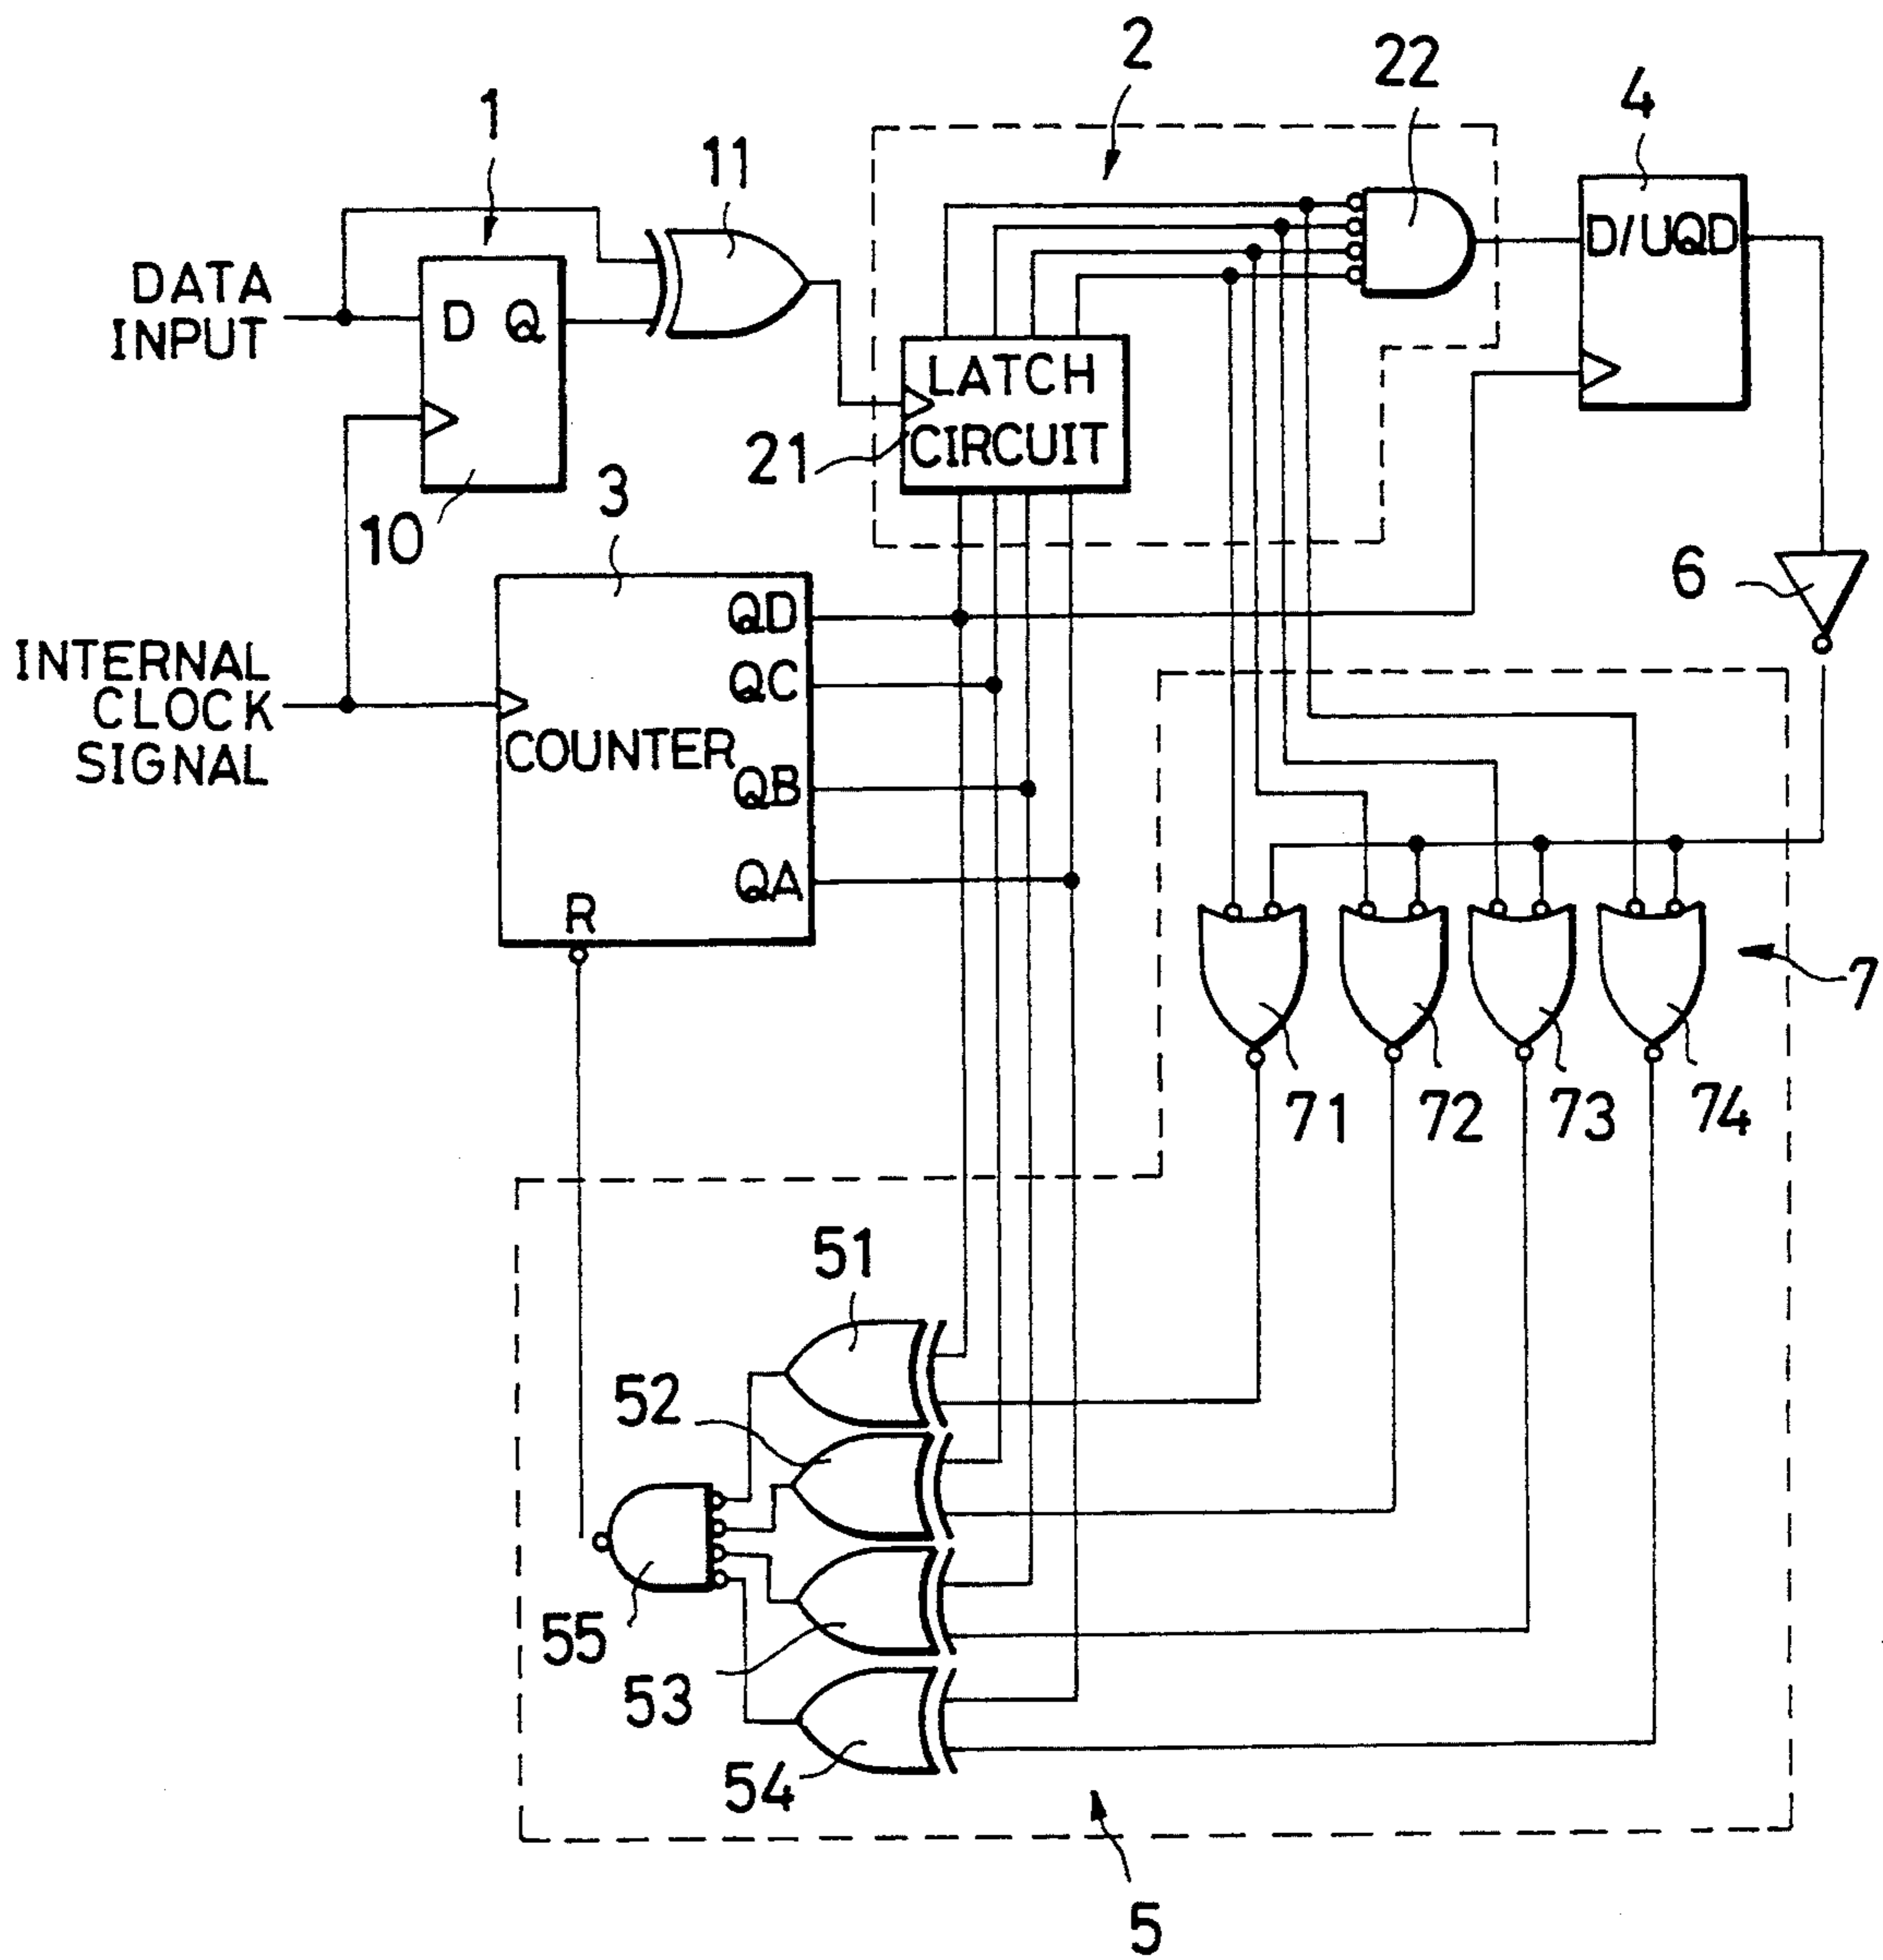 2
22
4
1
11
DATA
INPUT
D Q
D/UQD
LATCH
CIRCUIT
21
10
3
6
QD
INTERNAL
CLOCK
SIGNAL
QC
COUNTER
QB
QA
R
7
71
72
73
74
51
52
55
53
54
5